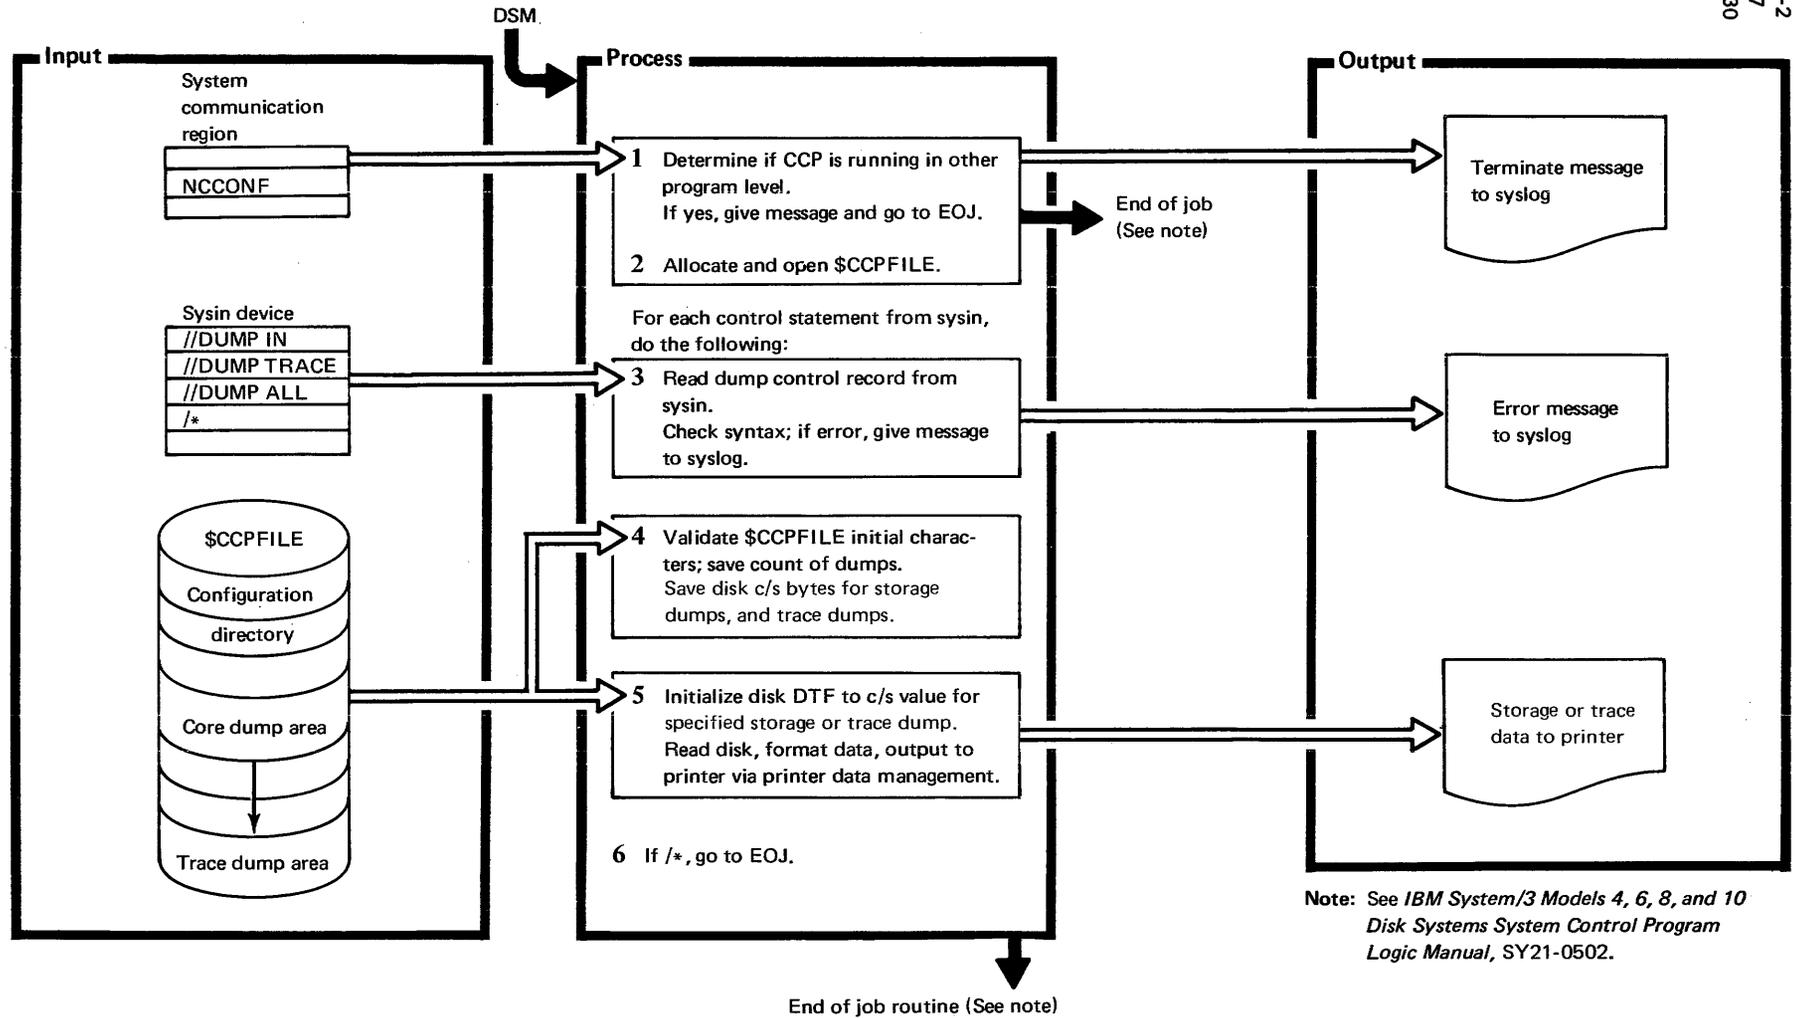 DSM
-2
7
30
Input
System
communication
region
NCCONF
Sysin device
//DUMP IN
//DUMP TRACE
//DUMP ALL
/*
$CCPFILE
Configuration
directory
Core dump area
Trace dump area
Process
1 Determine if CCP is running in other
program level.
If yes, give message and go to EOJ.
2 Allocate and open $CCPFILE.
For each control statement from sysin,
do the following:
3 Read dump control record from
sysin.
Check syntax; if error, give message
to syslog.
4 Validate $CCPFILE initial charac-
ters; save count of dumps.
Save disk c/s bytes for storage
dumps, and trace dumps.
5 Initialize disk DTF to c/s value for
specified storage or trace dump.
Read disk, format data, output to
printer via printer data management.
6 If /*, go to EOJ.
End of job
(See note)
End of job routine (See note)
Output
Terminate message
to syslog
Error message
to syslog
Storage or trace
data to printer
Note: See IBM System/3 Models 4, 6, 8, and 10
Disk Systems System Control Program
Logic Manual, SY21-0502.